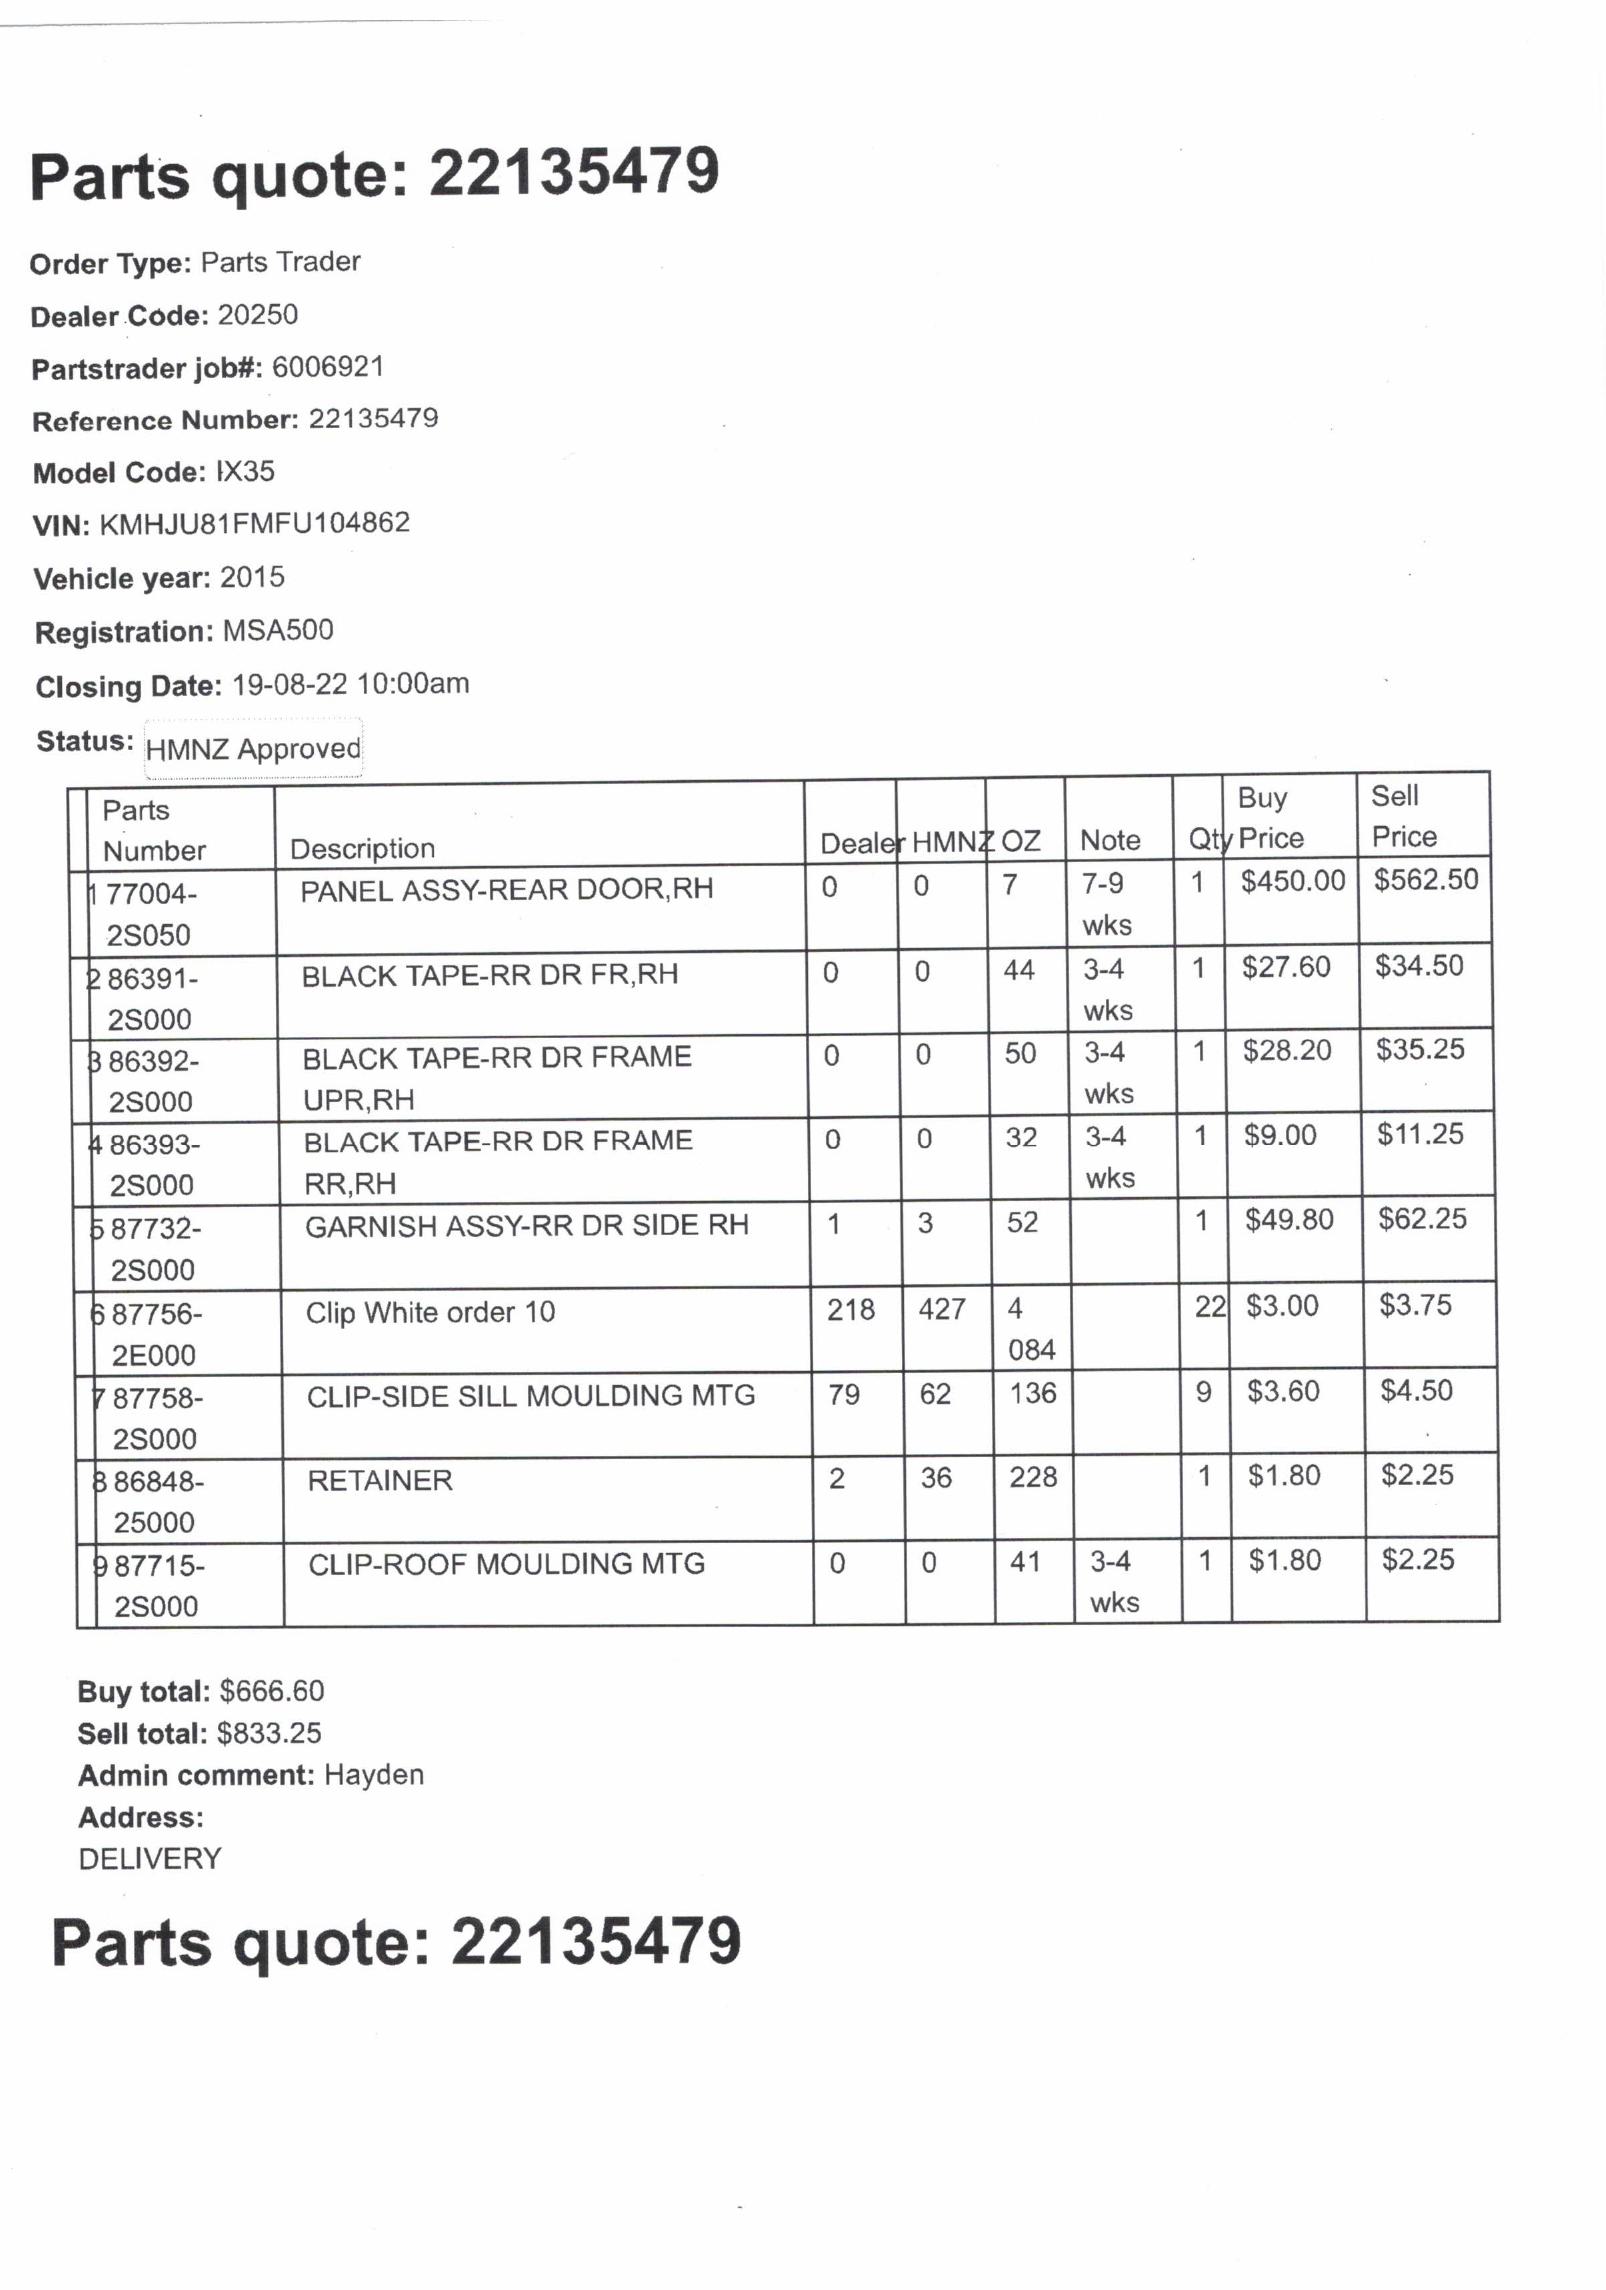 Parts quote: 22135479
Order Type: Parts Trader
Dealer Code: 20250
Partstrader job#: 6006921
Reference Number: 22135479
Model Code: IX35
VIN: KMHJU81FMFU104862
Vehicle year: 2015
Registration: MSA500
Closing Date: 19-08-22 10:00am
Status: HMNZ Approved
Parts Number Description Dealer HMNZ OZ Note Qty Buy Price Sell Price
1 77004- PANEL ASSY-REAR DOOR,RH 0 0 7 7-9 1 $450.00 $562.50
2S050 wks
2 86391- BLACK TAPE-RR DR FR,RH 0 0 44 3-4 1 $27.60 $34.50
2S000 wks
3 86392- BLACK TAPE-RR DR FRAME 0 0 50 3-4 1 $28.20 $35.25
2S000 UPR,RH wks
4 86393- BLACK TAPE-RR DR FRAME 0 0 32 3-4 1 $9.00 $11.25
2S000 RR,RH wks
5 87732- GARNISH ASSY-RR DR SIDE RH 1 3 52 1 $49.80 $62.25
2S000
6 87756- Clip White order 10 218 427 4 22 $3.00 $3.75
2E000 084
7 87758- CLIP-SIDE SILL MOULDING MTG 79 62 136 9 $3.60 $4.50
2S000
8 86848- RETAINER 2 36 228 1 $1.80 $2.25
25000
9 87715- CLIP-ROOF MOULDING MTG 0 0 41 3-4 1 $1.80 $2.25
2S000 wks
Buy total: $666.60
Sell total: $833.25
Admin comment: Hayden
Address:
DELIVERY
Parts quote: 22135479